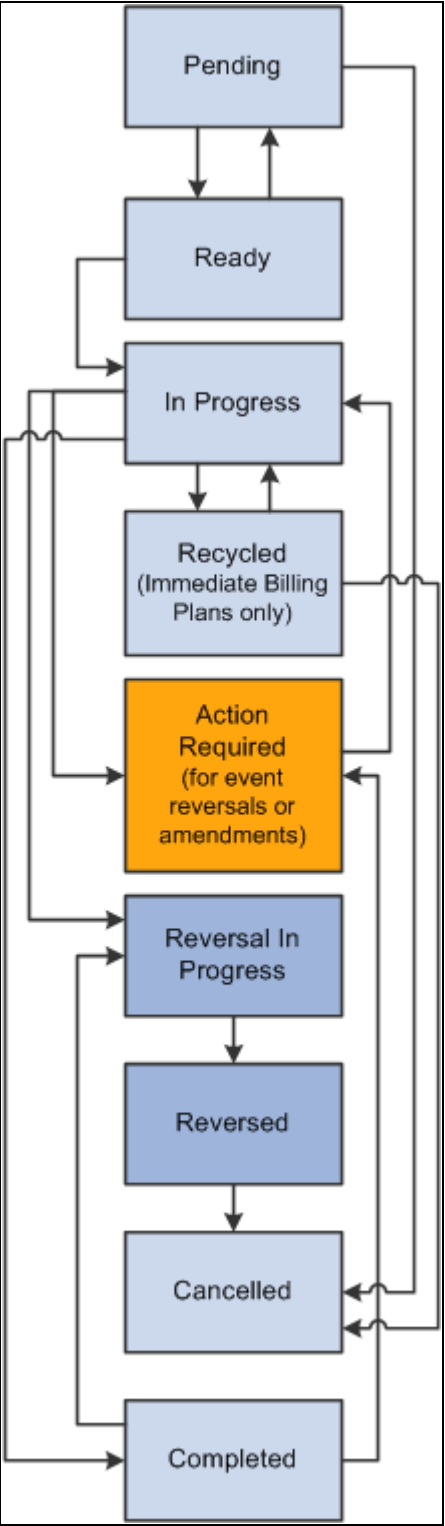 Pending
Ready
In Progress
Recycled
(Immediate Billing
Plans only)
Action
Required
(for event
reversals or
amendments)
Reversal In
Progress
Reversed
Cancelled
Completed